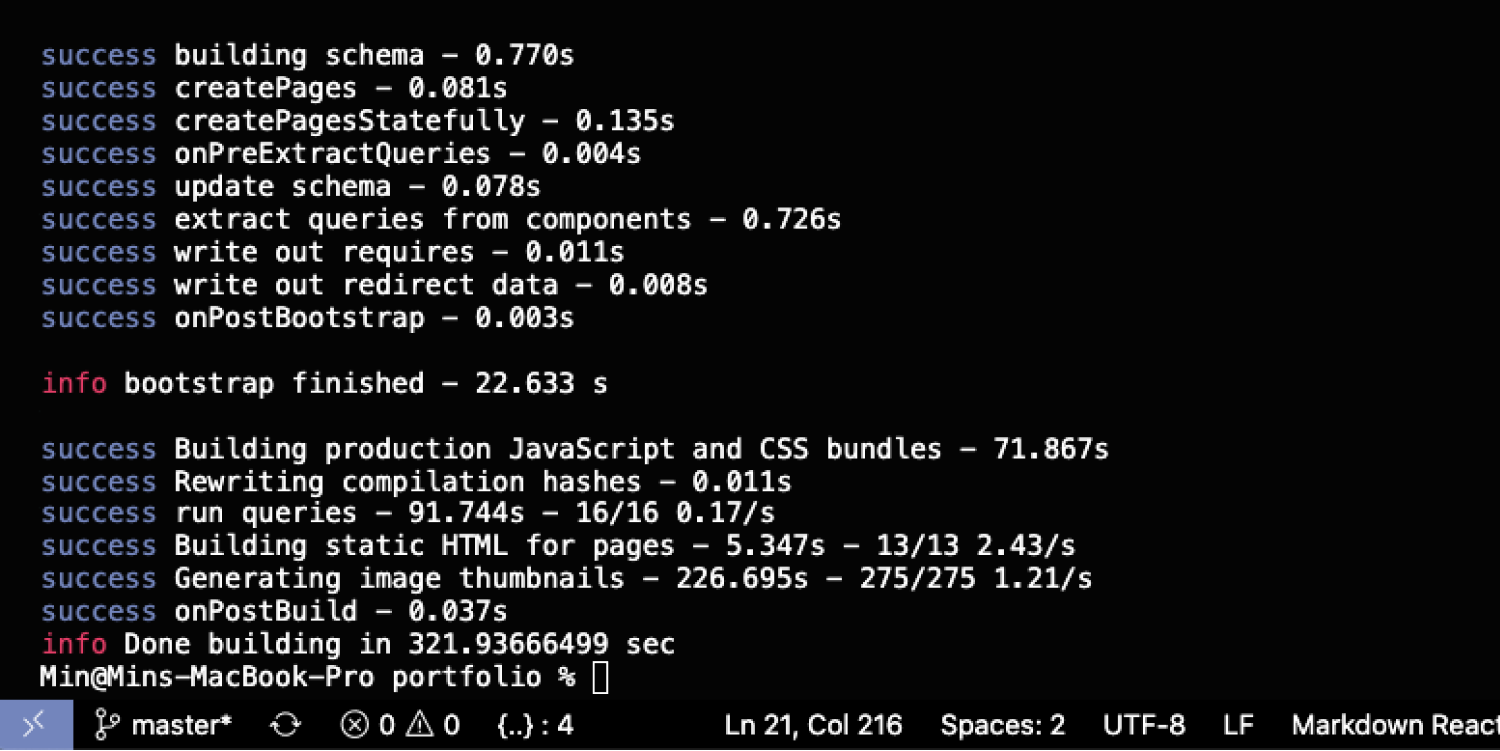 success building schema – 0.770s
success createPages – 0.081s
success createPagesStatefully – 0.135s
success onPreExtractQueries – 0.004s
success update schema – 0.078s
success extract queries from components – 0.726s
success write out requires – 0.011s
success write out redirect data – 0.008s
success onPostBootstrap – 0.003s
info bootstrap finished – 22.633 s
success Building production JavaScript and CSS bundles – 71.867s
success Rewriting compilation hashes – 0.011s
success run queries – 91.744s – 16/16 0.17/s
success Building static HTML for pages – 5.347s – 13/13 2.43/s
success Generating image thumbnails – 226.695s – 275/275 1.21/s
success onPostBuild – 0.037s
info Done building in 321.93666499 sec
Min@Mins-MacBook-Pro portfolio %
master* 0 0 {..} : 4 Ln 21, Col 216 Spaces: 2 UTF-8 LF Markdown React